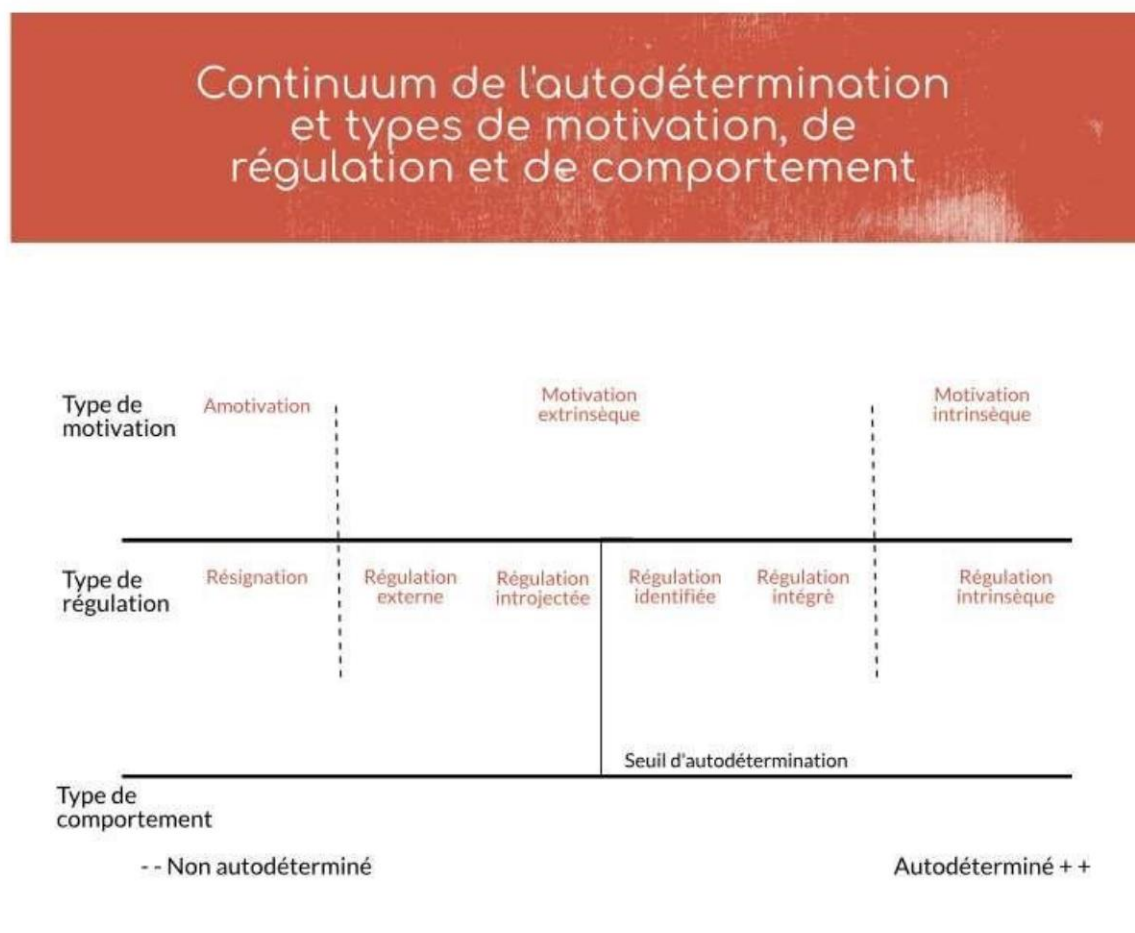 Continuum de l'autodétermination
et types de motivation, de
régulation et de comportement
Type de
motivation
Amotivation
Motivation
extrinsèque
Motivation
intrinsèque
Type de
régulation
Résignation
Régulation
externe
Régulation
introjectée
Régulation
identifiée
Régulation
intégrè
Régulation
intrinsèque
Seuil d'autodétermination
Type de
comportement
- - Non autodéterminé
Autodéterminé + +